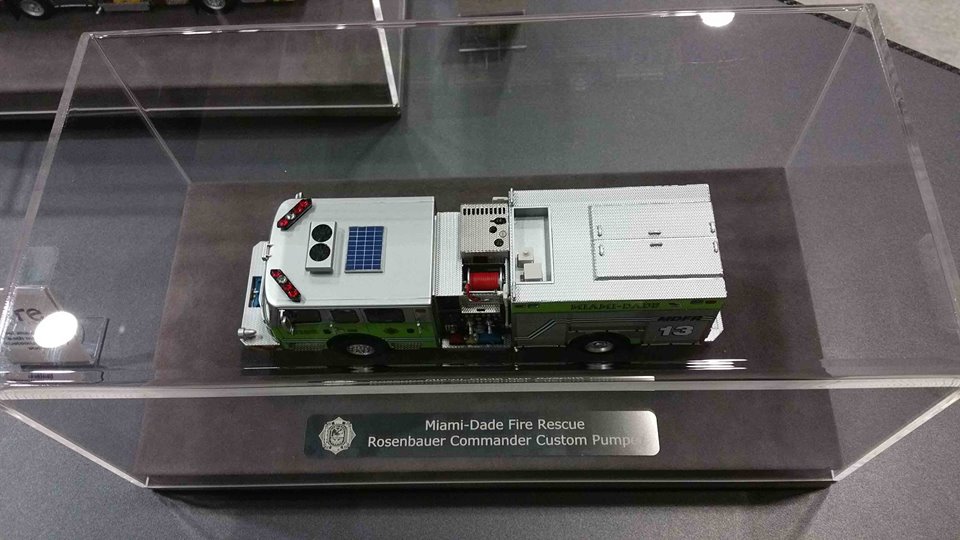 MIAMI-DADE
MDFR
13
Miami-Dade Fire Rescue
Rosenbauer Commander Custom Pumper